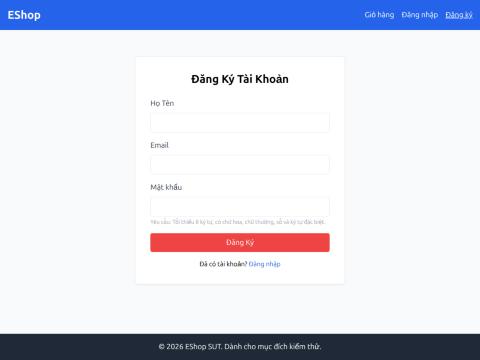 EShop
Giỏ hàng Đăng nhập Đăng ký
Đăng Ký Tài Khoản
Họ Tên
Email
Mật khẩu
Yêu cầu: Tối thiểu 8 ký tự, có chữ hoa, chữ thường, số và ký tự đặc biệt.
Đăng Ký
Đã có tài khoản? Đăng nhập
© 2026 EShop SUT. Dành cho mục đích kiểm thử.